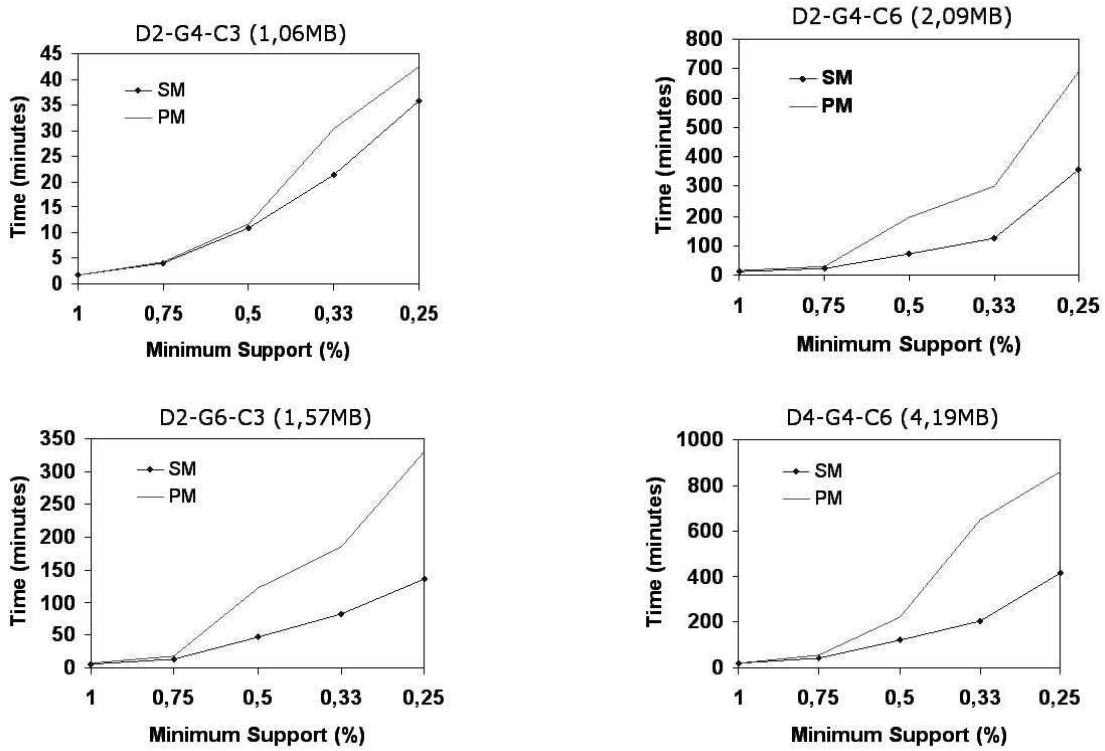 D2-G4-C3 (1,06MB)
45
40
35
30
25
20
15
10
5
0
Time (minutes)
SM
PM
1 0,75 0,5 0,33 0,25
Minimum Support (%)
D2-G4-C6 (2,09MB)
800
700
600
500
400
300
200
100
0
Time (minutes)
SM
PM
1 0,75 0,5 0,33 0,25
Minimum Support (%)
D2-G6-C3 (1,57MB)
350
300
250
200
150
100
50
0
Time (minutes)
SM
PM
1 0,75 0,5 0,33 0,25
Minimum Support (%)
D4-G4-C6 (4,19MB)
1000
800
600
400
200
0
Time (minutes)
SM
PM
1 0,75 0,5 0,33 0,25
Minimum Support (%)